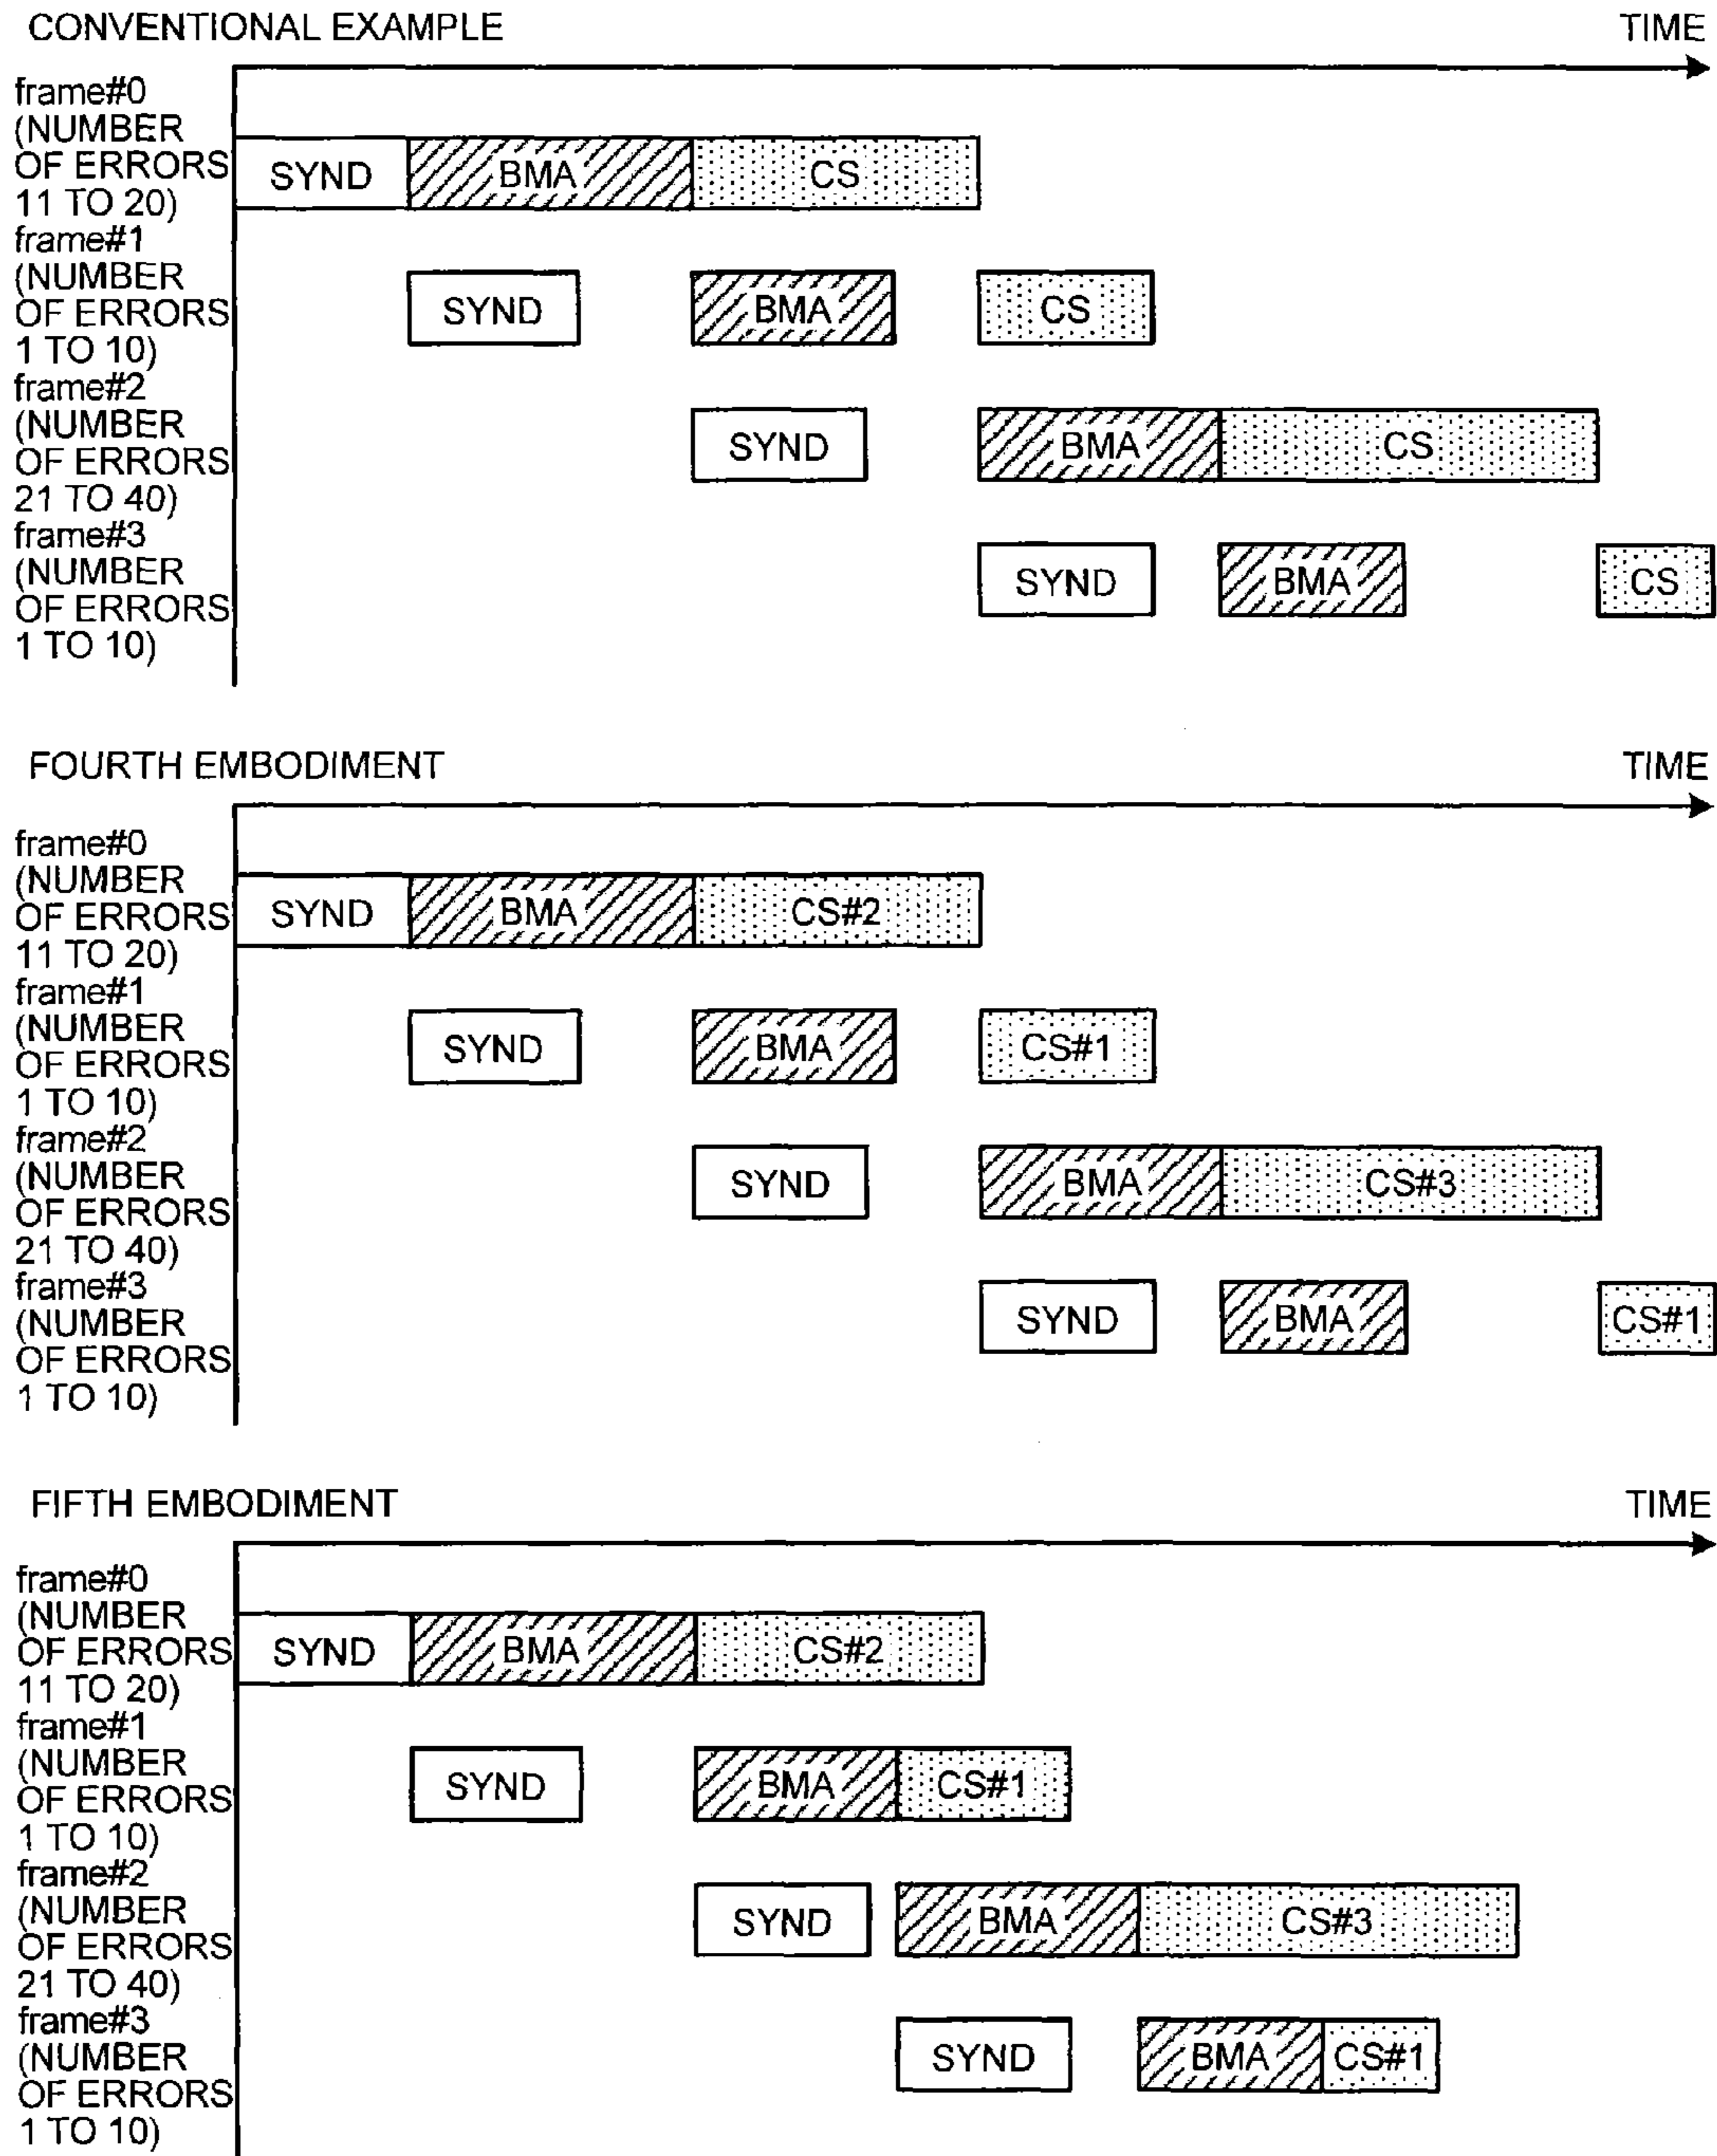 CONVENTIONAL EXAMPLE TIME
frame#0
(NUMBER
OF ERRORS
11 TO 20)
SYND BMA CS
frame#1
(NUMBER
OF ERRORS
1 TO 10)
SYND BMA CS
frame#2
(NUMBER
OF ERRORS
21 TO 40)
SYND BMA CS
frame#3
(NUMBER
OF ERRORS
1 TO 10)
SYND BMA CS
FOURTH EMBODIMENT TIME
frame#0
(NUMBER
OF ERRORS
11 TO 20)
SYND BMA CS#2
frame#1
(NUMBER
OF ERRORS
1 TO 10)
SYND BMA CS#1
frame#2
(NUMBER
OF ERRORS
21 TO 40)
SYND BMA CS#3
frame#3
(NUMBER
OF ERRORS
1 TO 10)
SYND BMA CS#1
FIFTH EMBODIMENT TIME
frame#0
(NUMBER
OF ERRORS
11 TO 20)
SYND BMA CS#2
frame#1
(NUMBER
OF ERRORS
1 TO 10)
SYND BMA CS#1
frame#2
(NUMBER
OF ERRORS
21 TO 40)
SYND BMA CS#3
frame#3
(NUMBER
OF ERRORS
1 TO 10)
SYND BMA CS#1